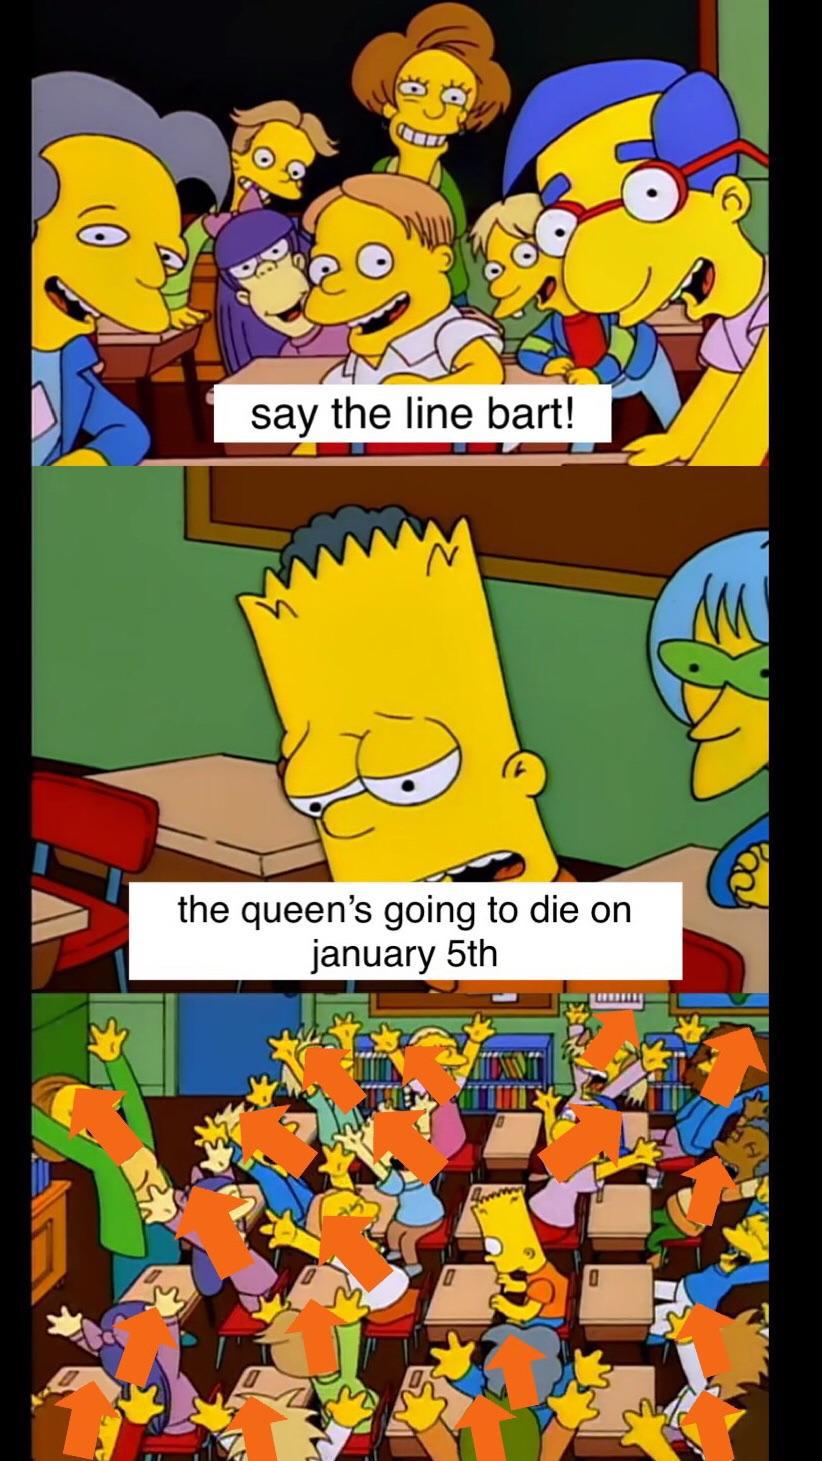 say the line bart!
the queen's going to die on
january 5th